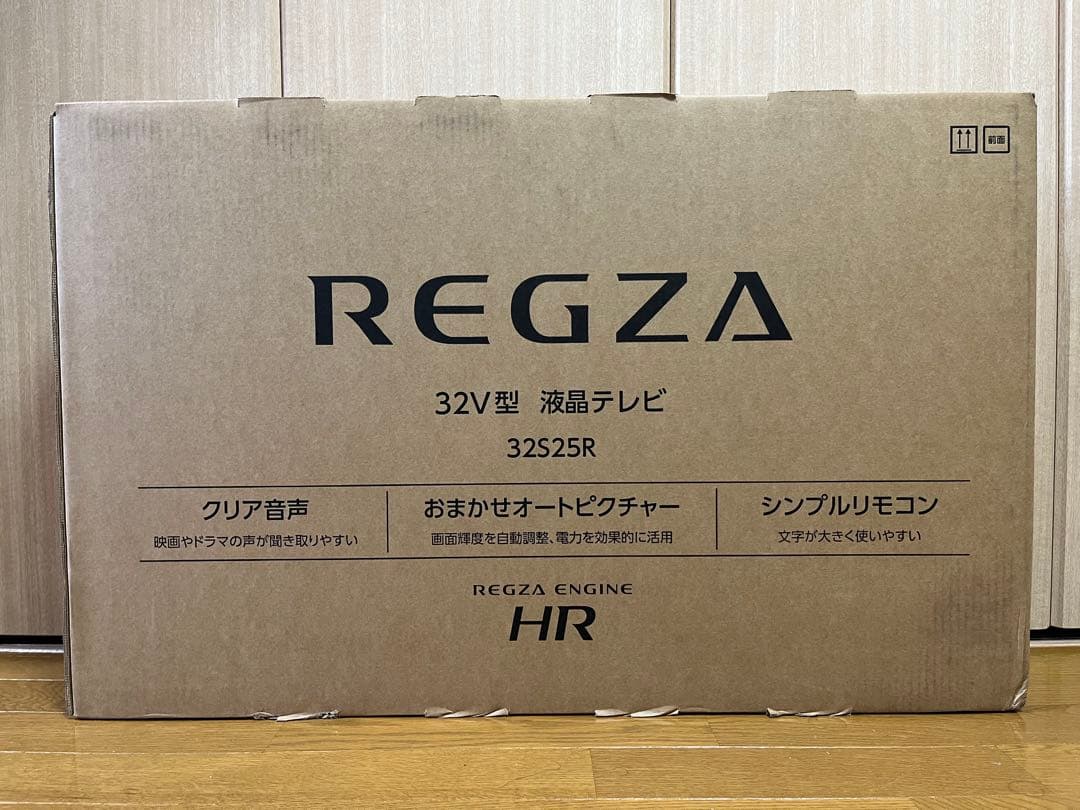 前面
REGZA
32V型 液晶テレビ
32S25R
クリア音声
映画やドラマの声が聞き取りやすい
おまかせオートピクチャー
画面輝度を自動調整、電力を効果的に活用
シンプルリモコン
文字が大きく使いやすい
REGZA ENGINE
HR